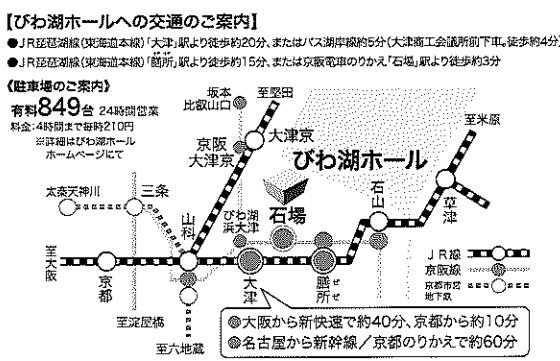 【びわ湖ホールへの交通のご案内】
●JR琵琶湖線(東海道本線)「大津」駅より徒歩約20分、またはバス湖岸線約5分(大津商工会議所前下車。徒歩約4分)
●JR琵琶湖線(東海道本線)「膳所」駅より徒歩約15分、または京阪電車のりかえ「石場」駅より徒歩約3分
《駐車場のご案内》
有料849台 24時間営業
料金:4時間まで毎時210円
※詳細はびわ湖ホール
ホームページにて
坂本
比叡山口
至堅田
至米原
京阪
大津京
大津京
びわ湖ホール
太秦天神川
三条
山科
びわ湖
浜大津
石場
石山
草津
至大阪
京都
大津
膳所
ぜぜ
JR線
京阪線
京都市営
地下鉄
至淀屋橋
至六地蔵
●大阪から新快速で約40分、京都から約10分
●名古屋から新幹線/京都のりかえで約60分